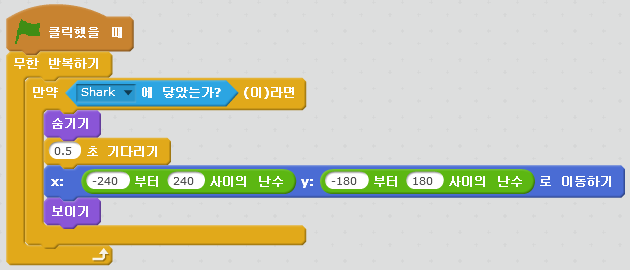 클릭했을 때
무한 반복하기
만약 Shark 에 닿았는가? (이)라면
숨기기
0.5 초 기다리기
x: -240 부터 240 사이의 난수 y: -180 부터 180 사이의 난수 로 이동하기
보이기